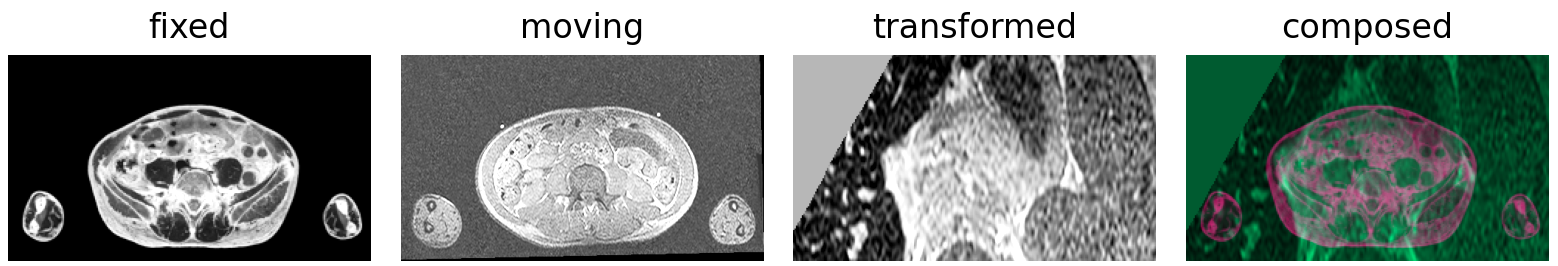 fixed
moving
transformed
composed